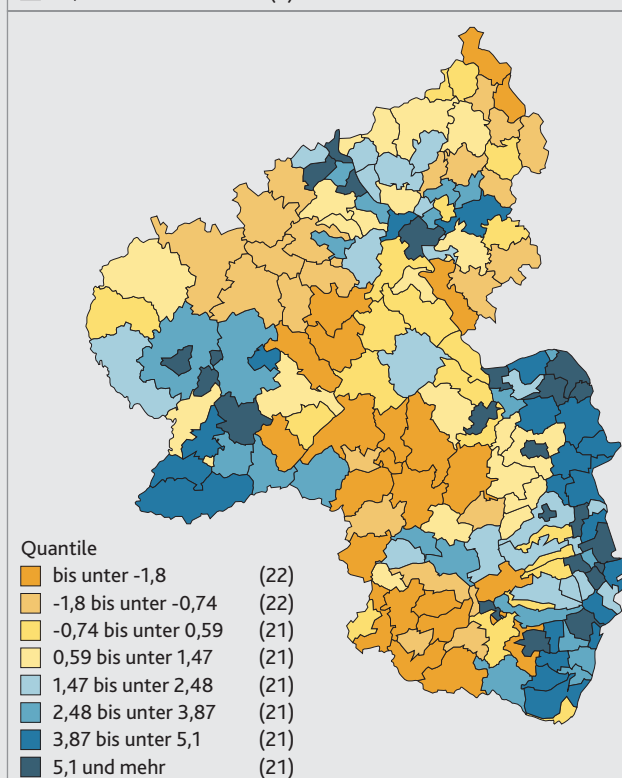 Quantile
bis unter -1,8 (22)
-1,8 bis unter -0,74 (22)
-0,74 bis unter 0,59 (21)
0,59 bis unter 1,47 (21)
1,47 bis unter 2,48 (21)
2,48 bis unter 3,87 (21)
3,87 bis unter 5,1 (21)
5,1 und mehr (21)